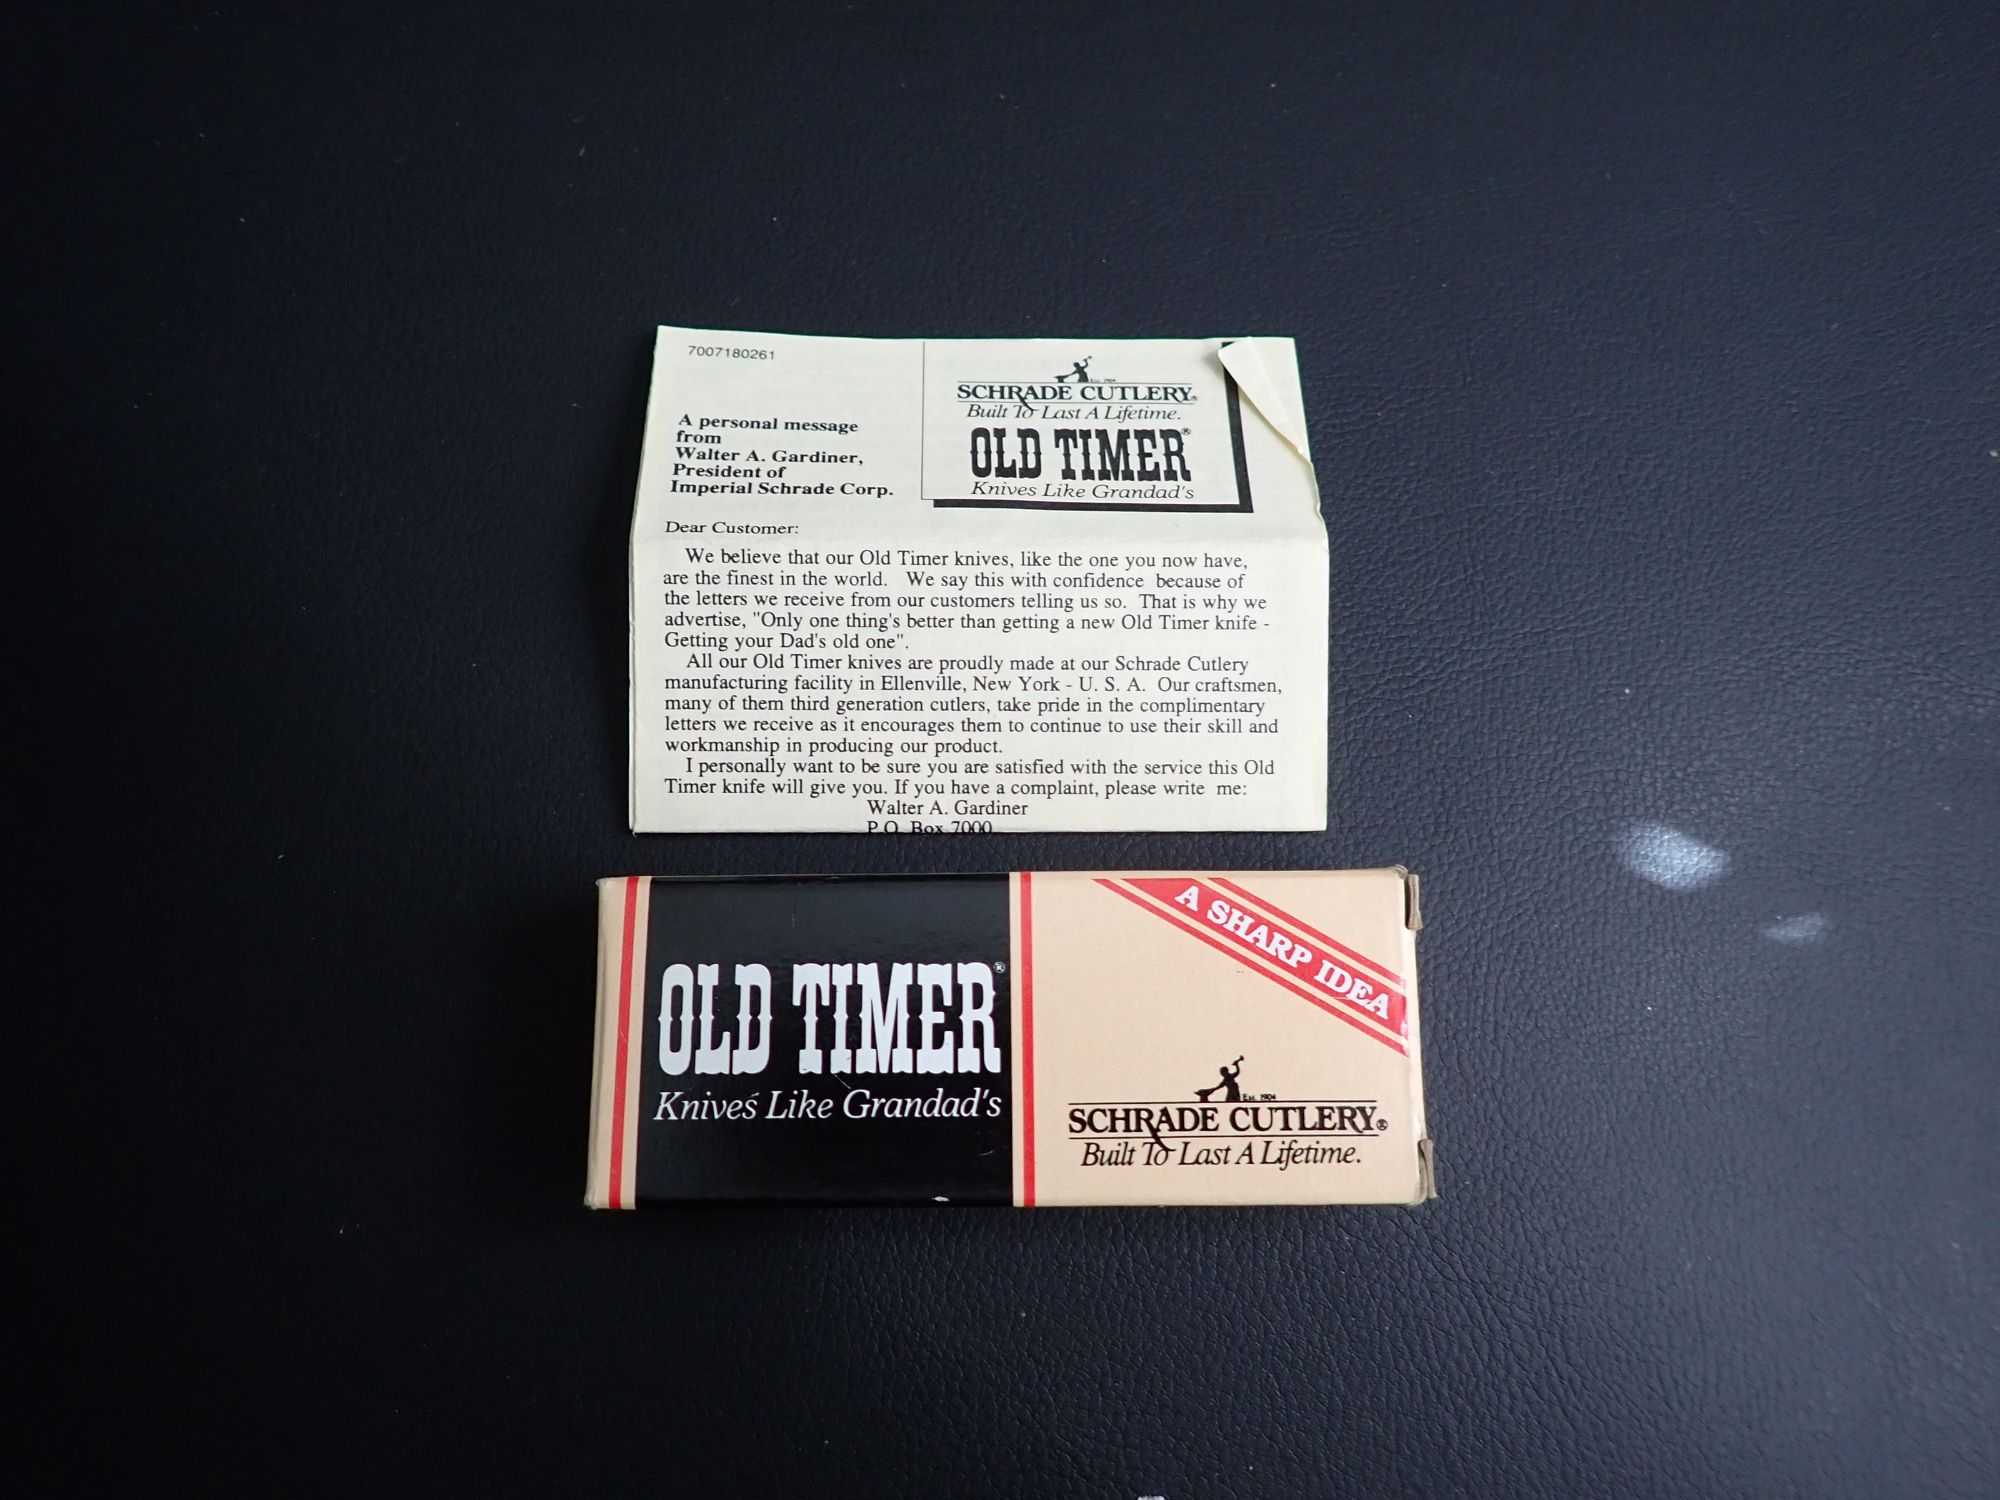 7007180261
A personal message
from
Walter A. Gardiner,
President of
Imperial Schrade Corp.
Est. 1904
SCHRADE CUTLERY®
Built To Last A Lifetime.
OLD TIMER®
Knives Like Grandad's
Dear Customer:
We believe that our Old Timer knives, like the one you now have,
are the finest in the world. We say this with confidence because of
the letters we receive from our customers telling us so. That is why we
advertise, "Only one thing's better than getting a new Old Timer knife -
Getting your Dad's old one".
All our Old Timer knives are proudly made at our Schrade Cutlery
manufacturing facility in Ellenville, New York - U. S. A. Our craftsmen,
many of them third generation cutlers, take pride in the complimentary
letters we receive as it encourages them to continue to use their skill and
workmanship in producing our product.
I personally want to be sure you are satisfied with the service this Old
Timer knife will give you. If you have a complaint, please write me:
Walter A. Gardiner
P.O. Box 7000
OLD TIMER®
Knives Like Grandad's
A SHARP IDEA
Est. 1904
SCHRADE CUTLERY®
Built To Last A Lifetime.